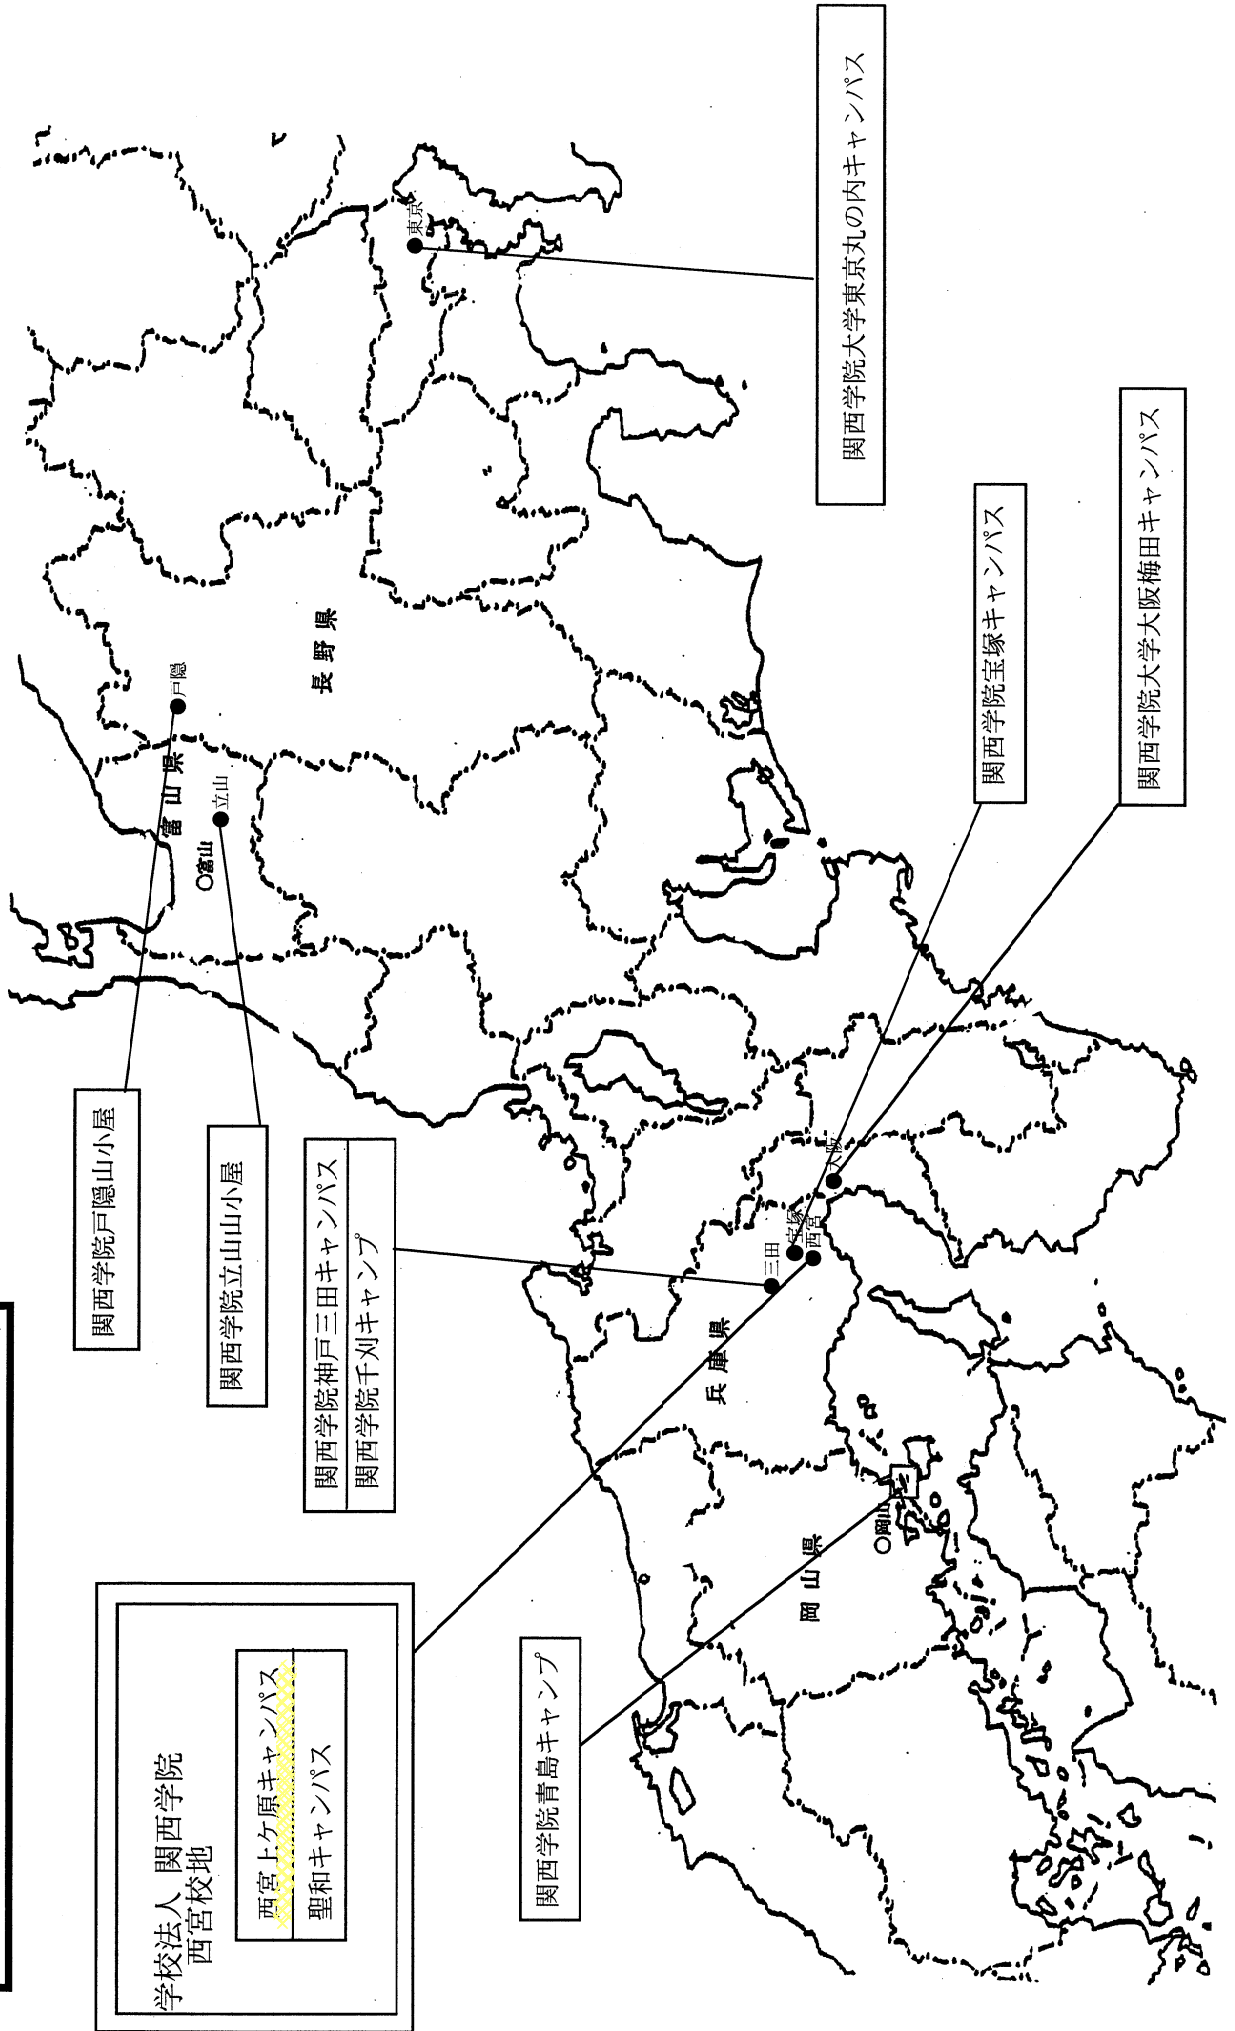 学校法人 関西学院
西宮校地
西宮上ケ原キャンパス
聖和キャンパス
関西学院青島キャンプ
関西学院神戸三田キャンパス
関西学院千刈キャンプ
関西学院立山山小屋
関西学院戸隠山小屋
富山県
富山
立山
戸隠
長野県
東京
兵庫県
三田
宝塚
西宮
大阪
岡山県
岡山
関西学院宝塚キャンパス
関西学院大学大阪梅田キャンパス
関西学院大学東京丸の内キャンパス